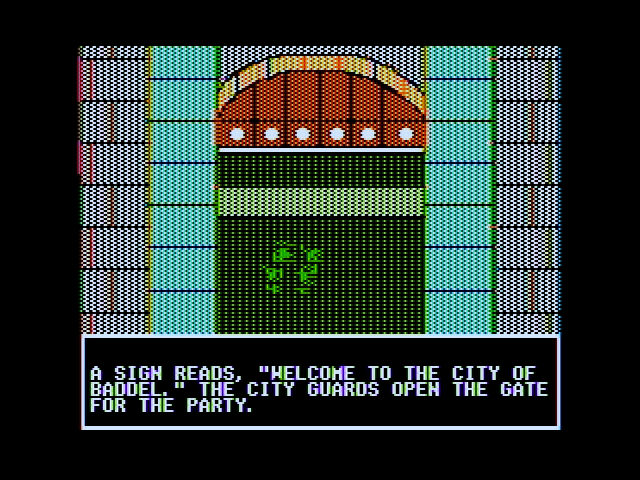 A SIGN READS, "WELCOME TO THE CITY OF
BADDEL." THE CITY GUARDS OPEN THE GATE
FOR THE PARTY.